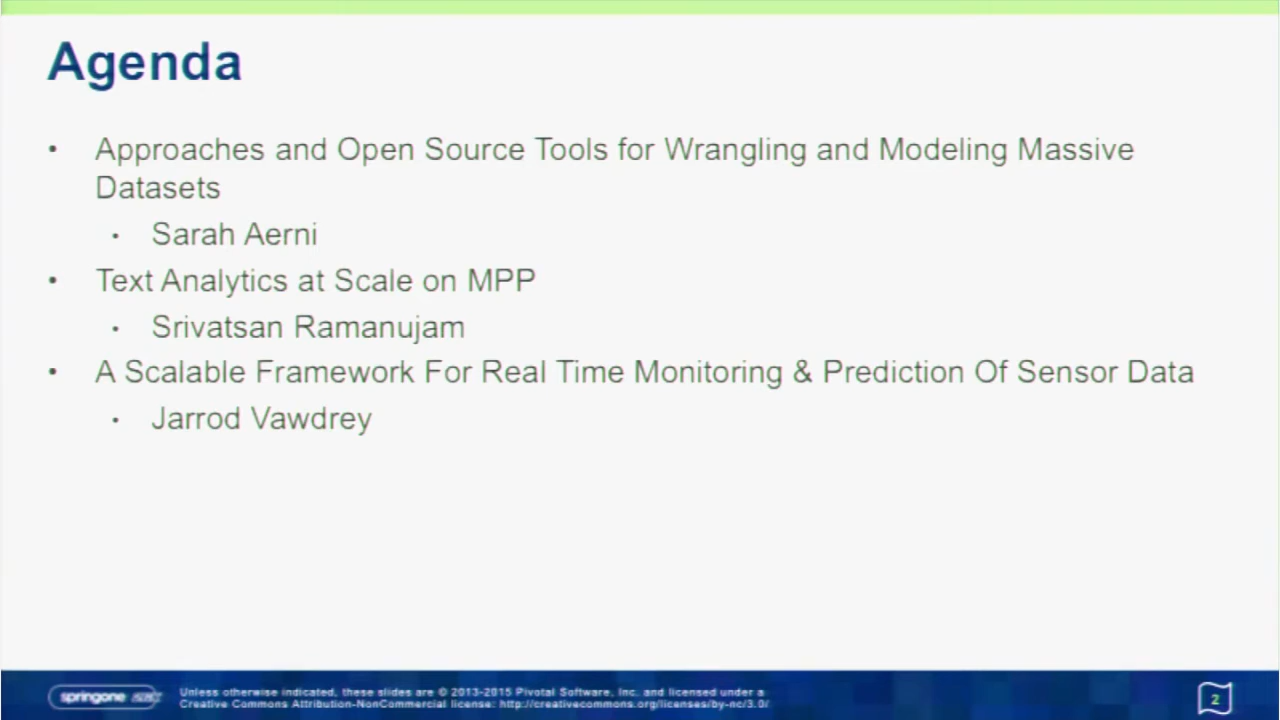 Agenda
• Approaches and Open Source Tools for Wrangling and Modeling Massive
Datasets
• Sarah Aerni
• Text Analytics at Scale on MPP
• Srivatsan Ramanujam
• A Scalable Framework For Real Time Monitoring & Prediction Of Sensor Data
• Jarrod Vawdrey
springone
Unless otherwise indicated, these slides are © 2013-2015 Pivotal Software, Inc. and licensed under a
Creative Commons Attribution-NonCommercial license: http://creativecommons.org/licenses/by-nc/3.0/
2